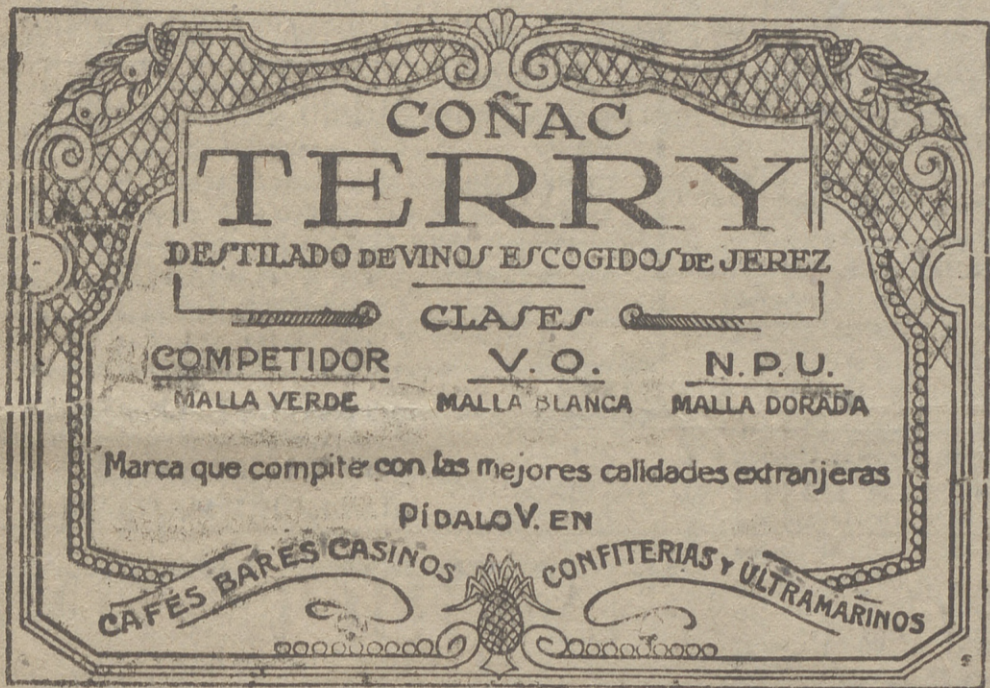 COÑAC
TERRY
DESTILADO DE VINOS ESCOGIDOS DE JEREZ
CLASES
COMPETIDOR V. O. N. P. U.
MALLA VERDE MALLA BLANCA MALLA DORADA
Marca que compite con las mejores calidades extranjeras
PÍDALO V. EN
CAFÉS BARES CASINOS CONFITERIAS Y ULTRAMARINOS